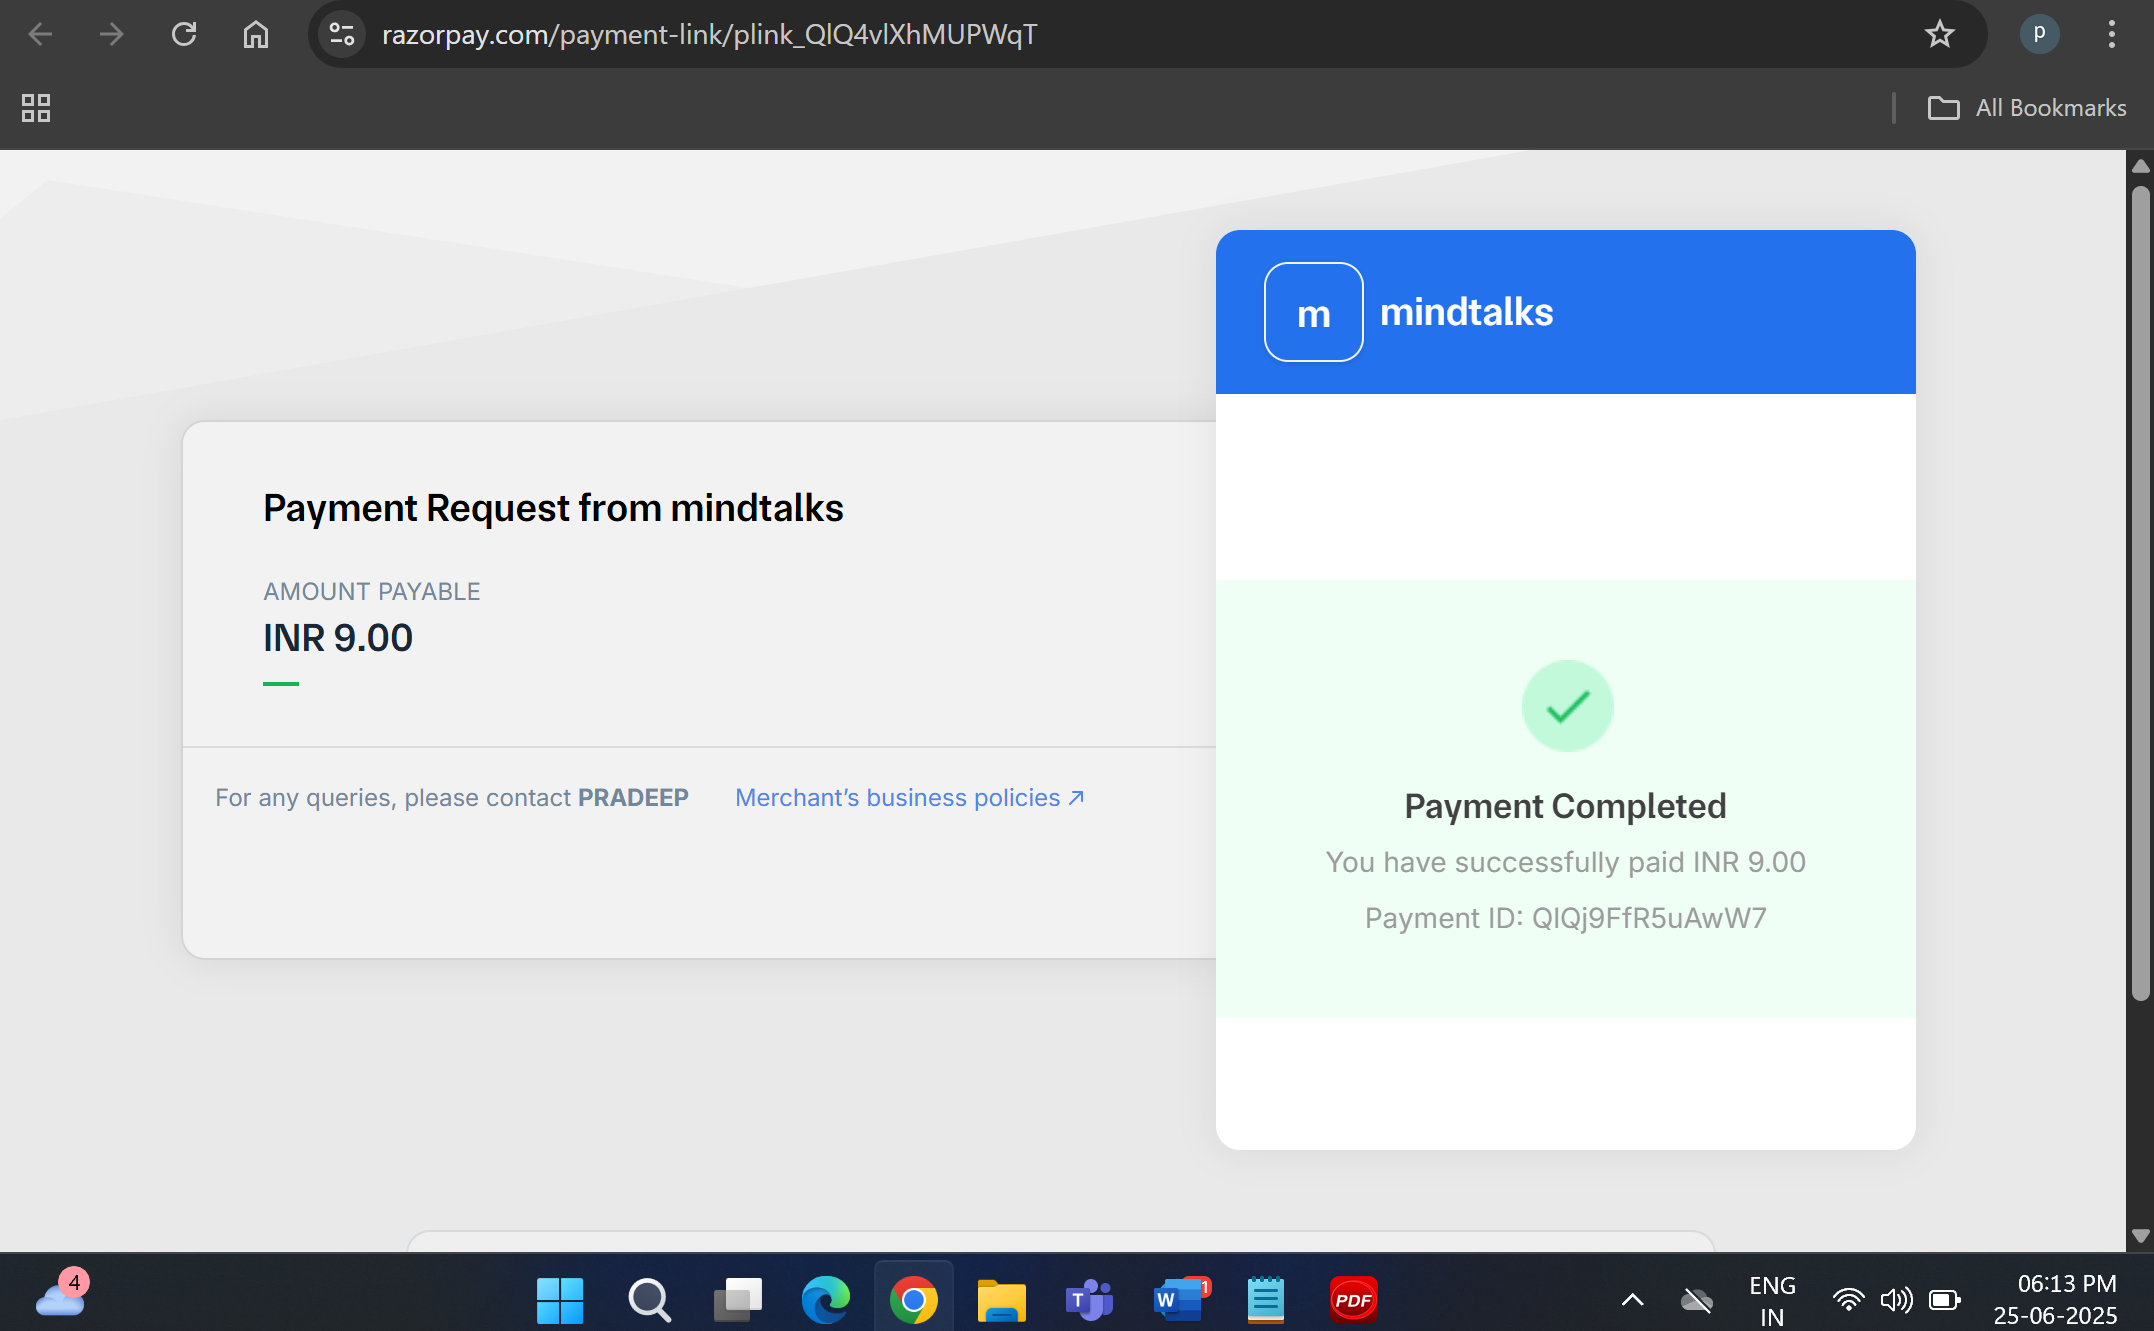 razorpay.com/payment-link/plink_QlQ4vlXhMUPWqT
p
All Bookmarks
m
mindtalks
Payment Request from mindtalks
AMOUNT PAYABLE
INR 9.00
For any queries, please contact PRADEEP
Merchant's business policies ↗
Payment Completed
You have successfully paid INR 9.00
Payment ID: QlQj9FfR5uAwW7
4
T
W
1
PDF
ENG
IN
06:13 PM
25-06-2025